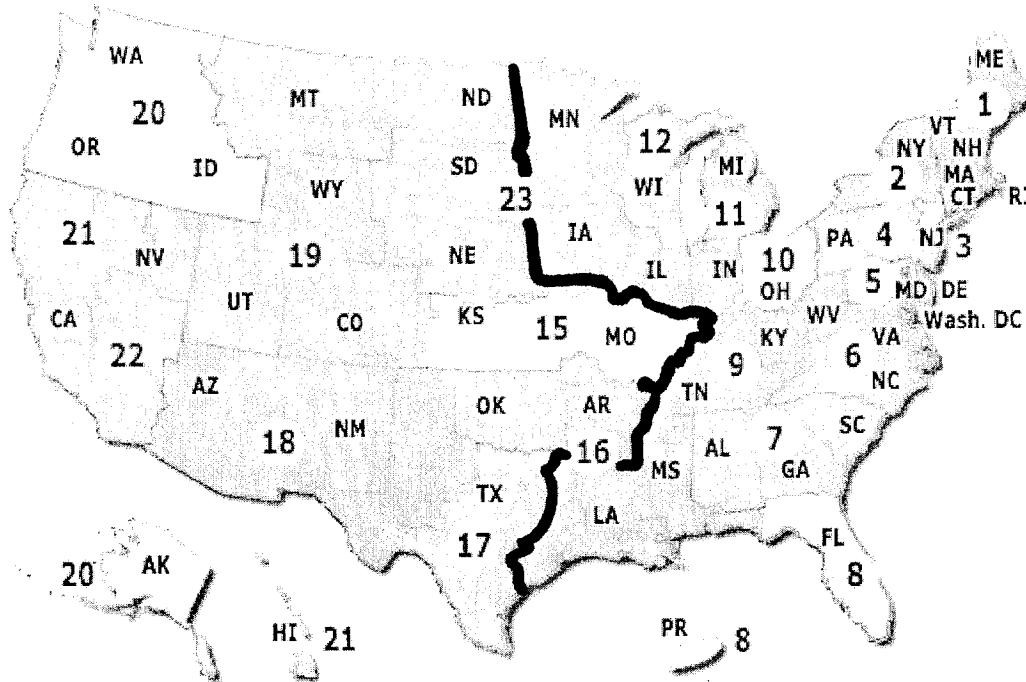 WA
ME
MT
ND
MN
1
20
VT
12
NY
NH
OR
MI
ID
SD
WI
2
MA
WY
CT
RI
23
11
21
IA
PA
4
NJ
3
NV
19
NE
IL
IN
10
5
MD
DE
OH
UT
KS
15
WV
CA
CO
MO
KY
VA
Wash. DC
22
9
6
NC
AZ
TN
OK
AR
SC
18
NM
7
16
AL
MS
GA
TX
LA
17
FL
20
AK
8
HI
21
PR
8